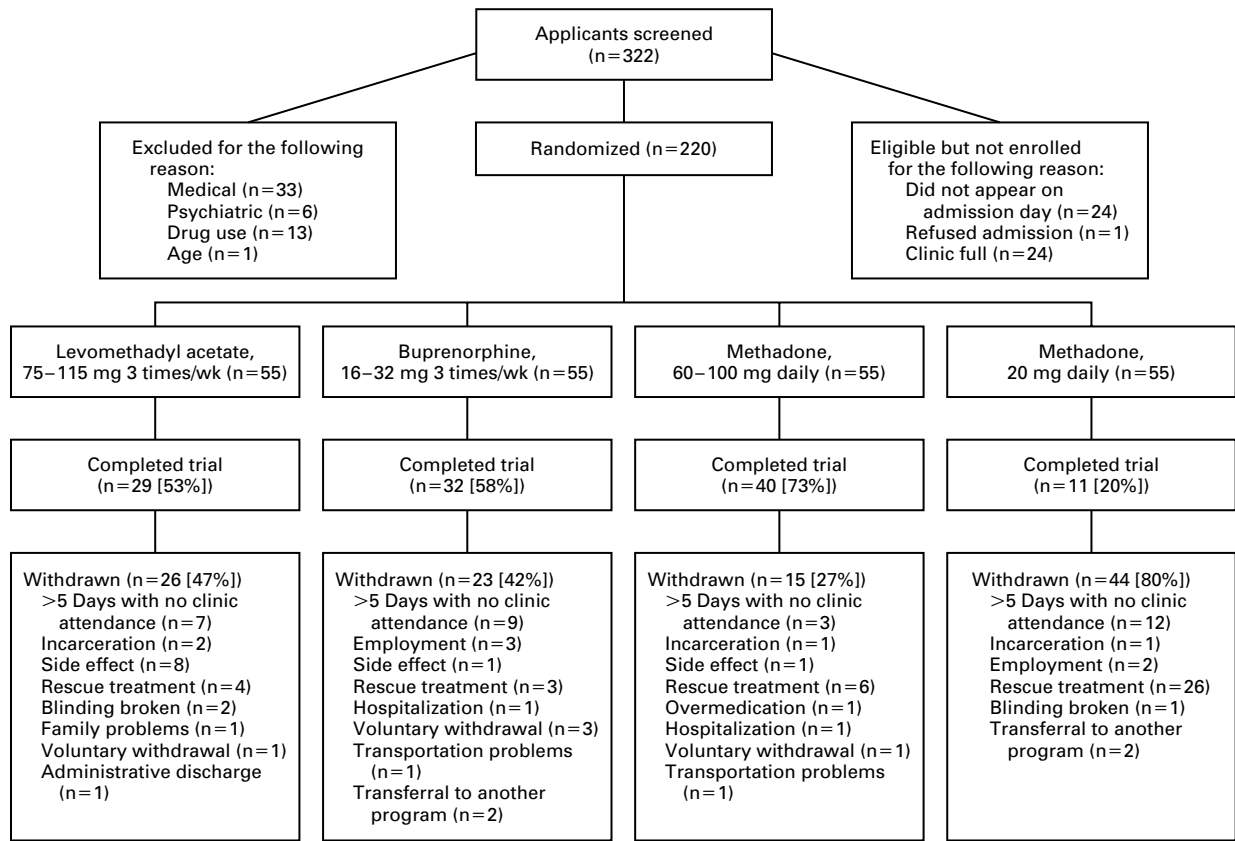 Applicants screened
(n=322)
Excluded for the following
reason:
Medical (n=33)
Psychiatric (n=6)
Drug use (n=13)
Age (n=1)
Randomized (n=220)
Eligible but not enrolled
for the following reason:
Did not appear on
admission day (n=24)
Refused admission (n=1)
Clinic full (n=24)
Levomethadyl acetate,
75–115 mg 3 times/wk (n=55)
Buprenorphine,
16–32 mg 3 times/wk (n=55)
Methadone,
60–100 mg daily (n=55)
Methadone,
20 mg daily (n=55)
Completed trial
(n=29 [53%])
Completed trial
(n=32 [58%])
Completed trial
(n=40 [73%])
Completed trial
(n=11 [20%])
Withdrawn (n=26 [47%])
>5 Days with no clinic
attendance (n=7)
Incarceration (n=2)
Side effect (n=8)
Rescue treatment (n=4)
Blinding broken (n=2)
Family problems (n=1)
Voluntary withdrawal (n=1)
Administrative discharge
(n=1)
Withdrawn (n=23 [42%])
>5 Days with no clinic
attendance (n=9)
Employment (n=3)
Side effect (n=1)
Rescue treatment (n=3)
Hospitalization (n=1)
Voluntary withdrawal (n=3)
Transportation problems
(n=1)
Transferral to another
program (n=2)
Withdrawn (n=15 [27%])
>5 Days with no clinic
attendance (n=3)
Incarceration (n=1)
Side effect (n=1)
Rescue treatment (n=6)
Overmedication (n=1)
Hospitalization (n=1)
Voluntary withdrawal (n=1)
Transportation problems
(n=1)
Withdrawn (n=44 [80%])
>5 Days with no clinic
attendance (n=12)
Incarceration (n=1)
Employment (n=2)
Rescue treatment (n=26)
Blinding broken (n=1)
Transferral to another
program (n=2)